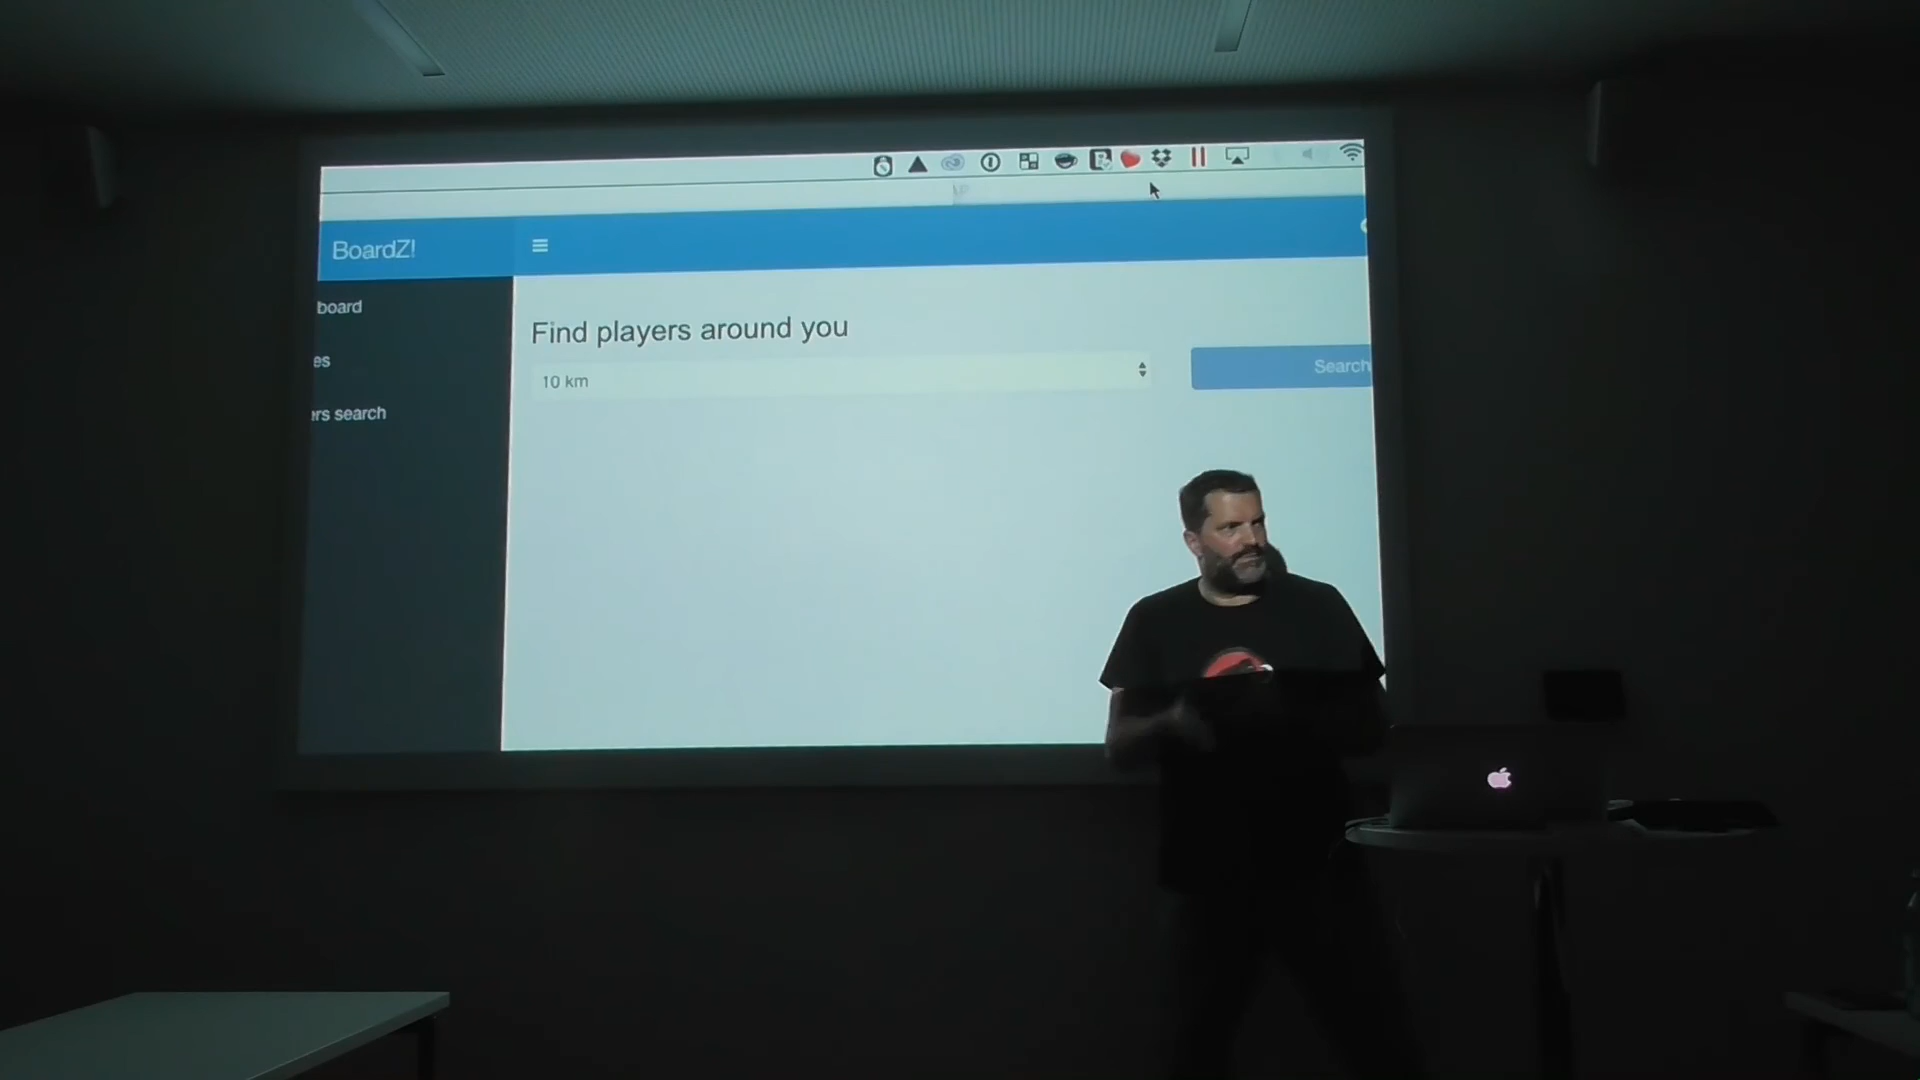 BoardZ!
board
es
ers search
Find players around you
10 km
Search